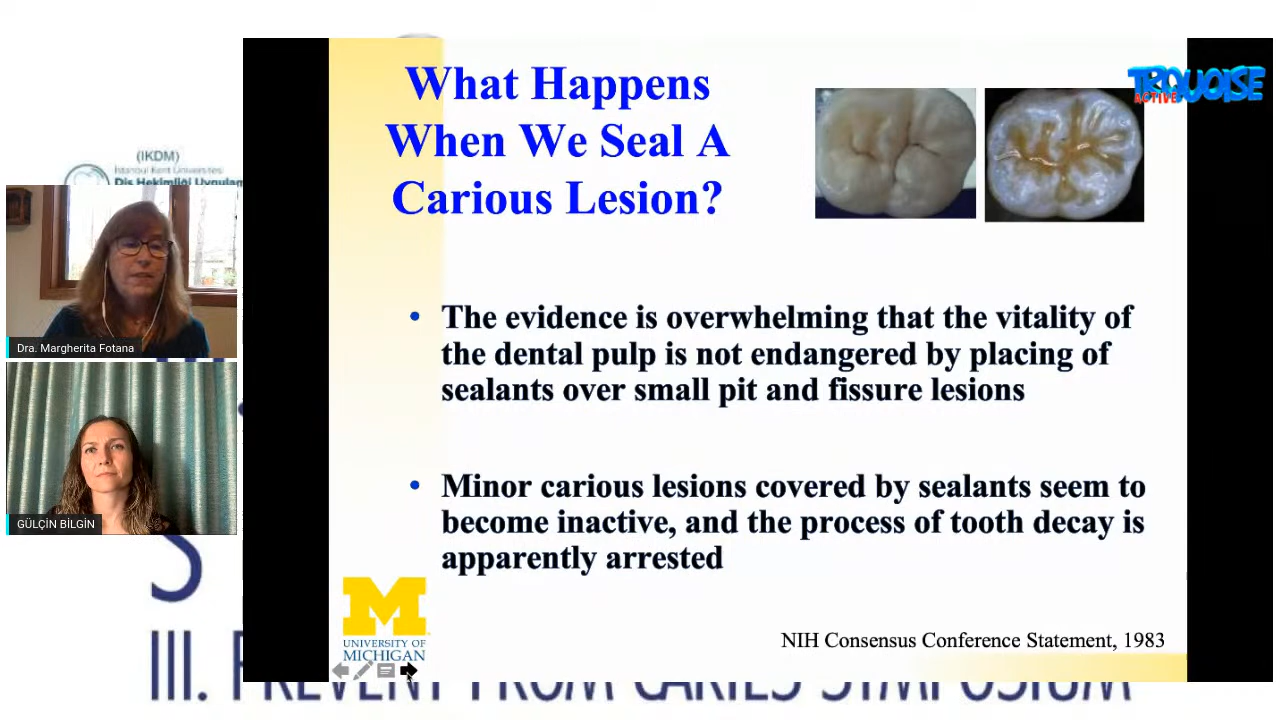 What Happens
When We Seal A
Carious Lesion?
TRQUOISE
ACTIVE
(IKDM)
İstanbul Kent Üniversitesi
Diş Hekimliği Uygulam
Dra. Margherita Fotana
GÜLÇİN BİLGİN
• The evidence is overwhelming that the vitality of
the dental pulp is not endangered by placing of
sealants over small pit and fissure lesions
• Minor carious lesions covered by sealants seem to
become inactive, and the process of tooth decay is
apparently arrested
M
UNIVERSITY OF
MICHIGAN
NIH Consensus Conference Statement, 1983
S
III. PREVENT FROM CARIES SYMPOSIUM